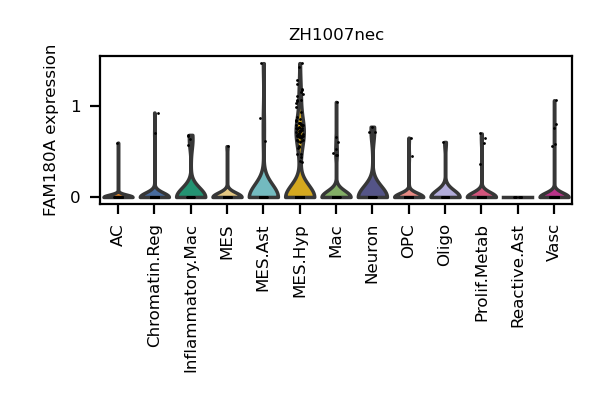 ZH1007nec
FAM180A expression
1
0
AC
Chromatin.Reg
Inflammatory.Mac
MES
MES.Ast
MES.Hyp
Mac
Neuron
OPC
Oligo
Prolif.Metab
Reactive.Ast
Vasc